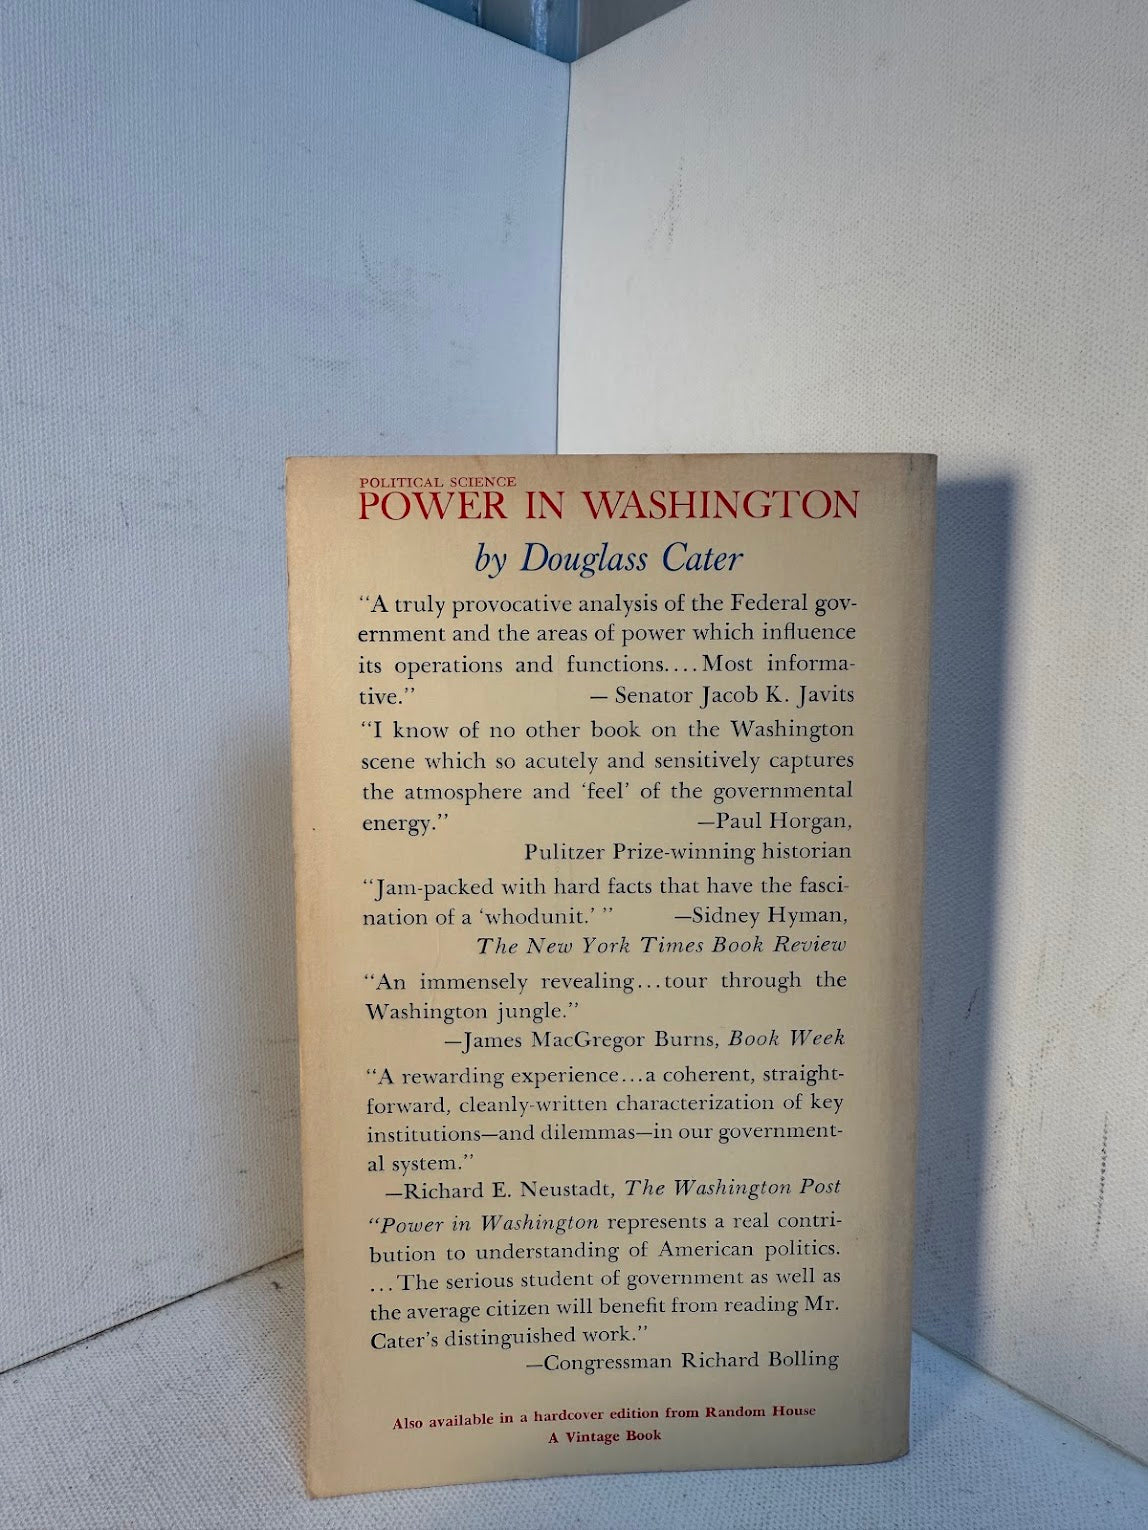 POLITICAL SCIENCE
POWER IN WASHINGTON
by Douglass Cater
“A truly provocative analysis of the Federal gov-
ernment and the areas of power which influence
its operations and functions....Most informa-
tive.” — Senator Jacob K. Javits
“I know of no other book on the Washington
scene which so acutely and sensitively captures
the atmosphere and ‘feel’ of the governmental
energy.” —Paul Horgan,
Pulitzer Prize-winning historian
“Jam-packed with hard facts that have the fasci-
nation of a ‘whodunit.’ ” —Sidney Hyman,
The New York Times Book Review
“An immensely revealing...tour through the
Washington jungle.”
—James MacGregor Burns, Book Week
“A rewarding experience...a coherent, straight-
forward, cleanly-written characterization of key
institutions—and dilemmas—in our government-
al system.”
—Richard E. Neustadt, The Washington Post
“Power in Washington represents a real contri-
bution to understanding of American politics.
...The serious student of government as well as
the average citizen will benefit from reading Mr.
Cater’s distinguished work.”
—Congressman Richard Bolling
Also available in a hardcover edition from Random House
A Vintage Book